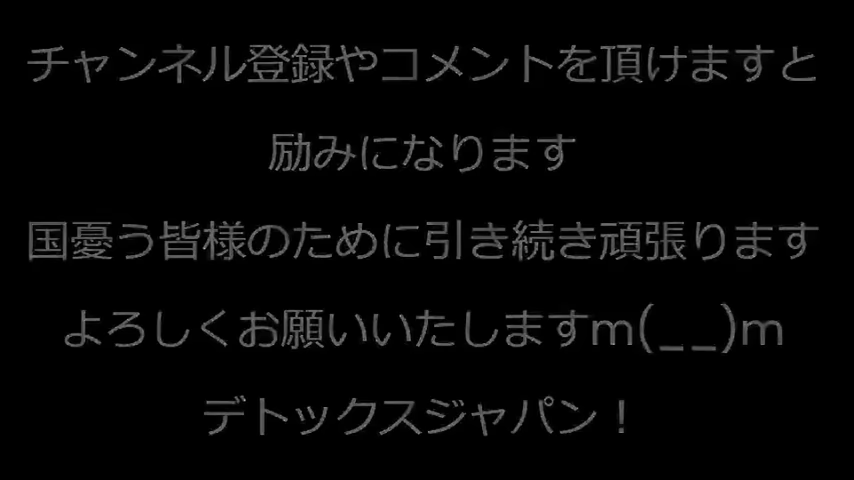 チャンネル登録やコメントを頂けますと
励みになります
国憂う皆様のために引き続き頑張ります
よろしくお願いいたしますm(__)m
デトックスジャパン！